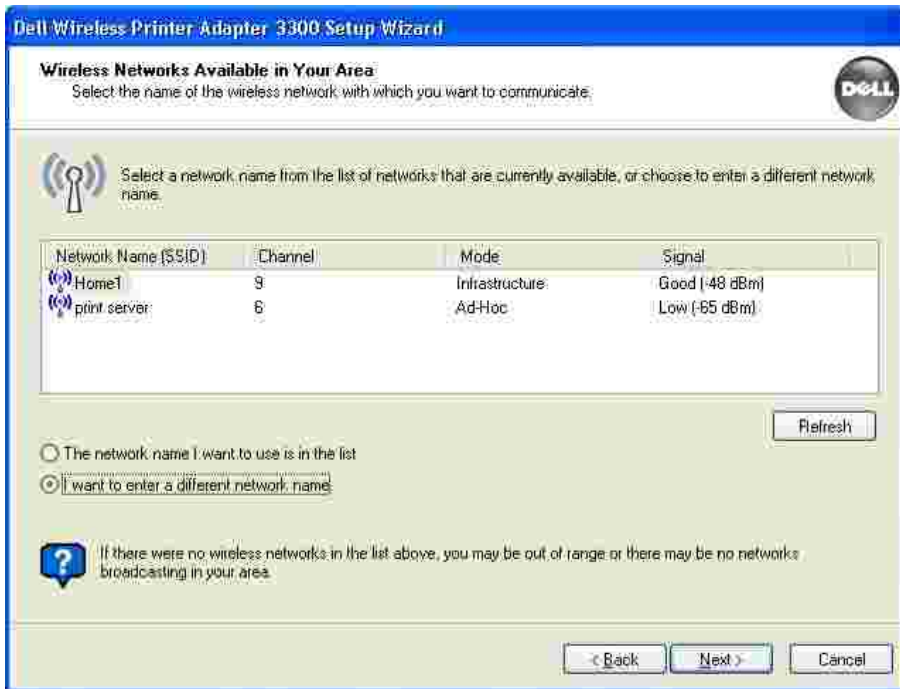 Dell Wireless Printer Adapter 3300 Setup Wizard
Wireless Networks Available in Your Area
Select the name of the wireless network with which you want to communicate.
DELL
Select a network name from the list of networks that are currently available, or choose to enter a different network
name.
Network Name (SSID) Channel Mode Signal
Home1 9 Infrastructure Good (-48 dBm)
print server 6 Ad-Hoc Low (-65 dBm)
Refresh
The network name I want to use is in the list
I want to enter a different network name
If there were no wireless networks in the list above, you may be out of range or there may be no networks
broadcasting in your area.
< Back Next > Cancel